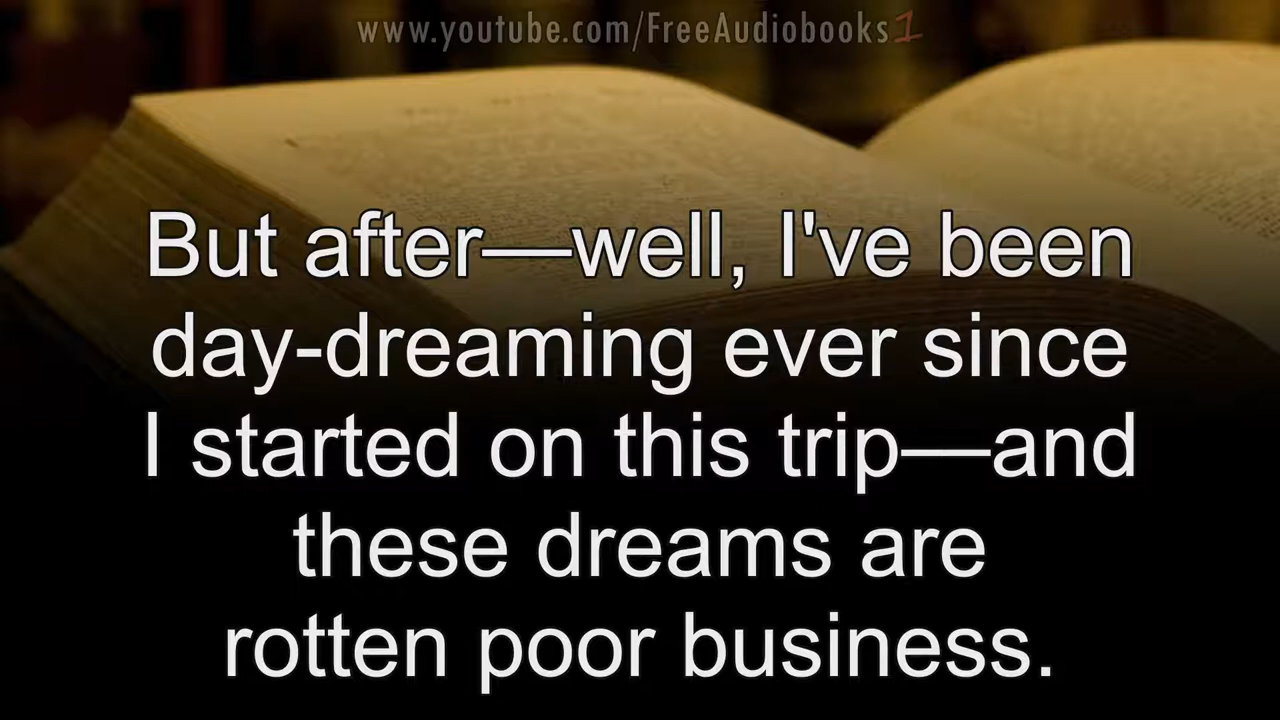 www.youtube.com/FreeAudiobooks1
But after—well, I've been
day-dreaming ever since
I started on this trip—and
these dreams are
rotten poor business.